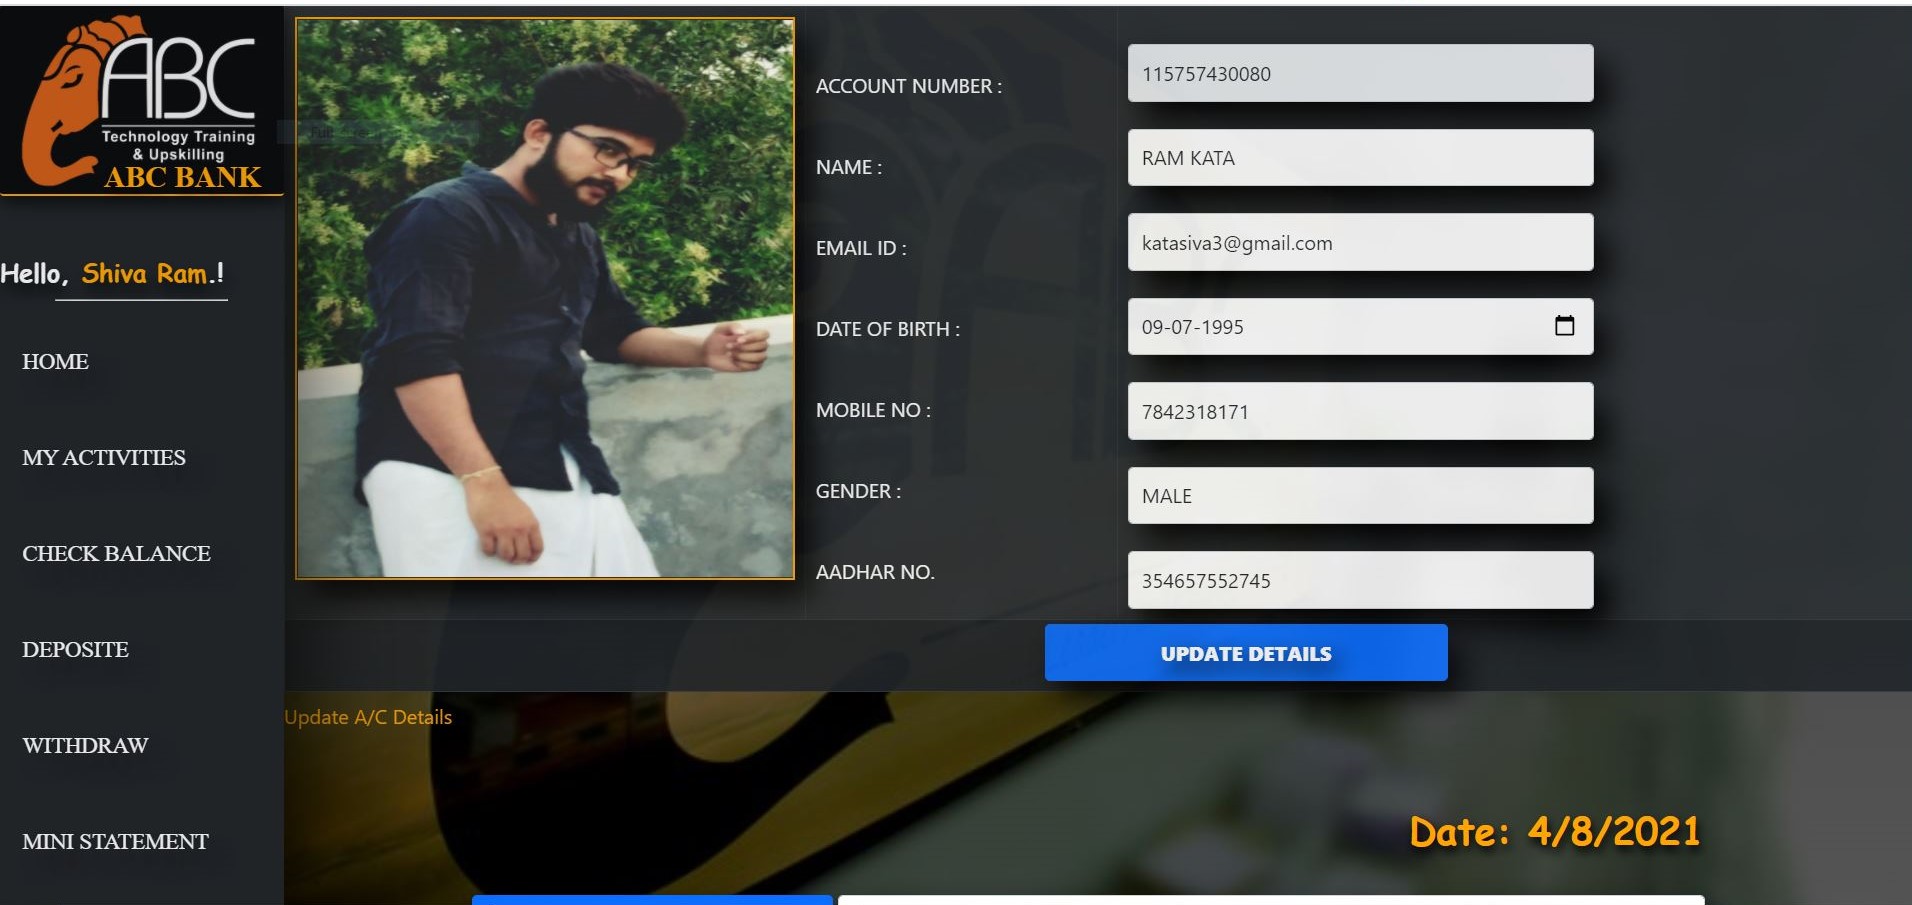 ABC
Technology Training
& Upskilling
ABC BANK
Hello, Shiva Ram.!
HOME
MY ACTIVITIES
CHECK BALANCE
DEPOSITE
WITHDRAW
MINI STATEMENT
ACCOUNT NUMBER : 115757430080
NAME : RAM KATA
EMAIL ID : katasiva3@gmail.com
DATE OF BIRTH : 09-07-1995
MOBILE NO : 7842318171
GENDER : MALE
AADHAR NO. 354657552745
UPDATE DETAILS
Update A/C Details
Date: 4/8/2021